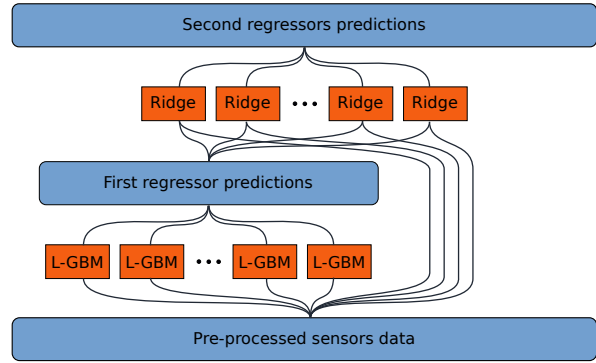 Second regressors predictions
Ridge Ridge ... Ridge Ridge
First regressor predictions
L-GBM L-GBM ... L-GBM L-GBM
Pre-processed sensors data